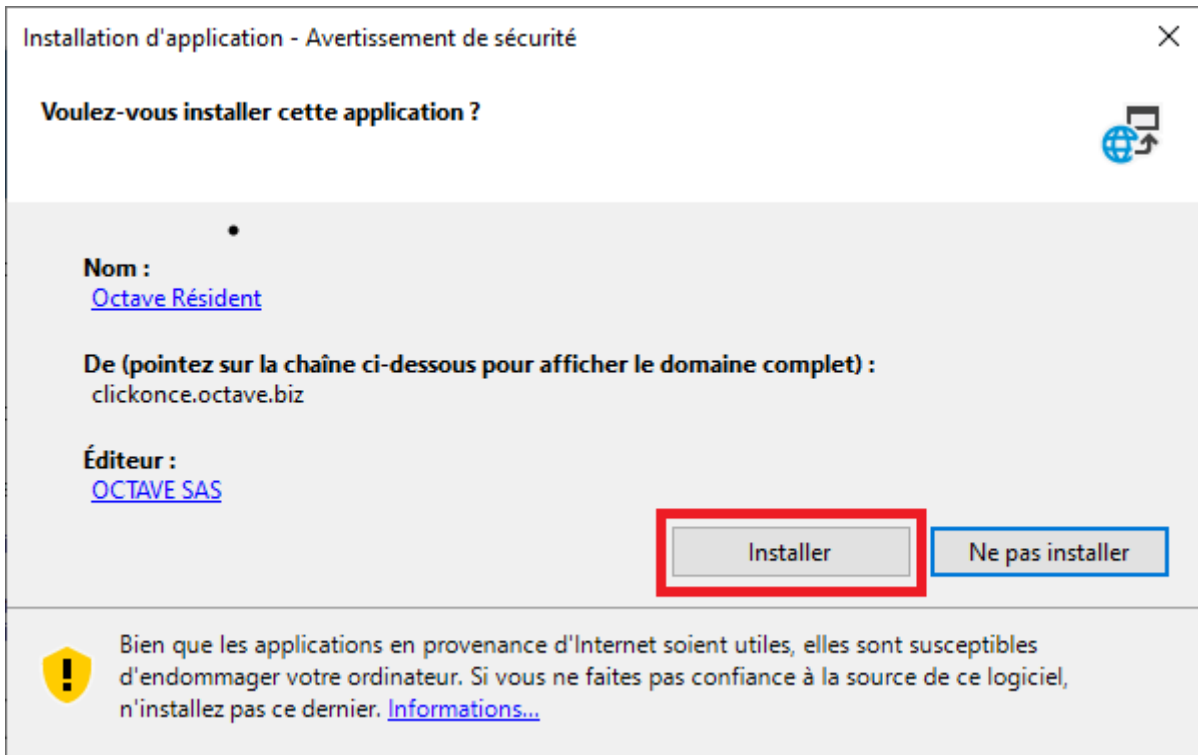 Installation d'application - Avertissement de sécurité
Voulez-vous installer cette application ?
Nom :
Octave Résident
De (pointez sur la chaîne ci-dessous pour afficher le domaine complet) :
clickonce.octave.biz
Éditeur :
OCTAVE SAS
Installer
Ne pas installer
Bien que les applications en provenance d'Internet soient utiles, elles sont susceptibles
d'endommager votre ordinateur. Si vous ne faites pas confiance à la source de ce logiciel,
n'installez pas ce dernier. Informations...